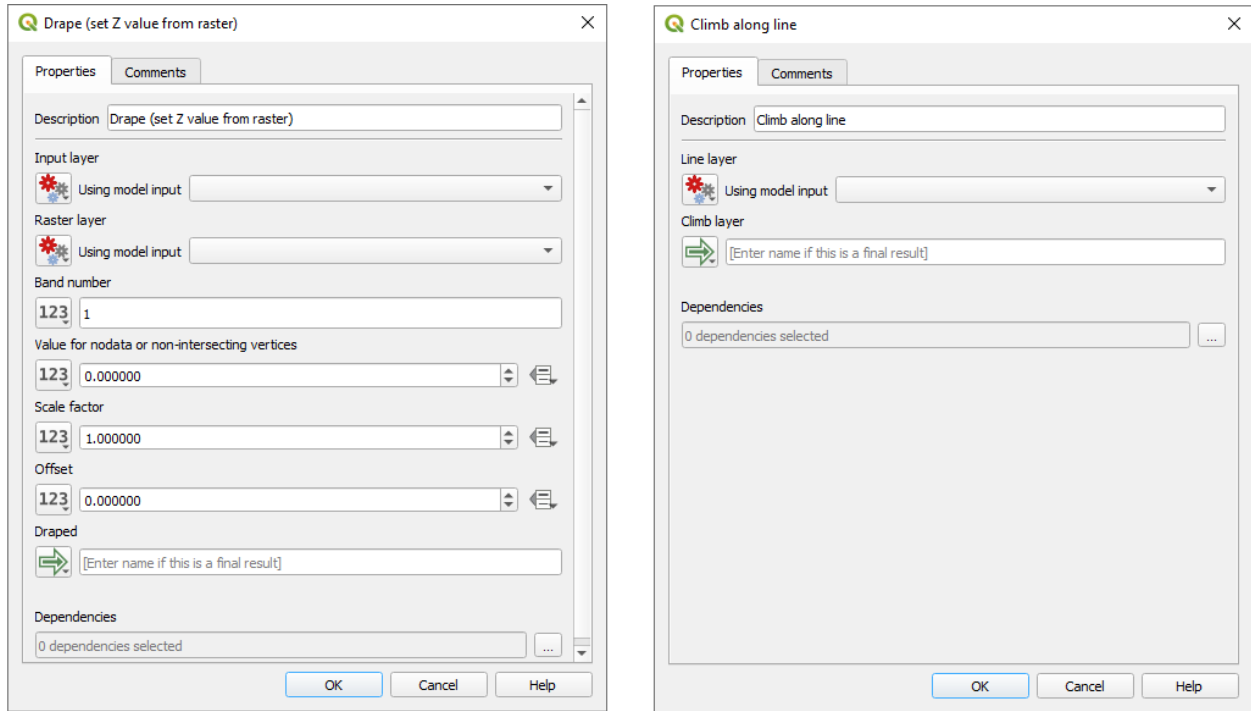 Drape (set Z value from raster)
Properties
Comments
Description
Drape (set Z value from raster)
Input layer
Using model input
Raster layer
Using model input
Band number
123
1
Value for nodata or non-intersecting vertices
123
0.000000
Scale factor
123
1.000000
Offset
123
0.000000
Draped
[Enter name if this is a final result]
Dependencies
0 dependencies selected
...
OK
Cancel
Help
Climb along line
Properties
Comments
Description
Climb along line
Line layer
Using model input
Climb layer
[Enter name if this is a final result]
Dependencies
0 dependencies selected
...
OK
Cancel
Help